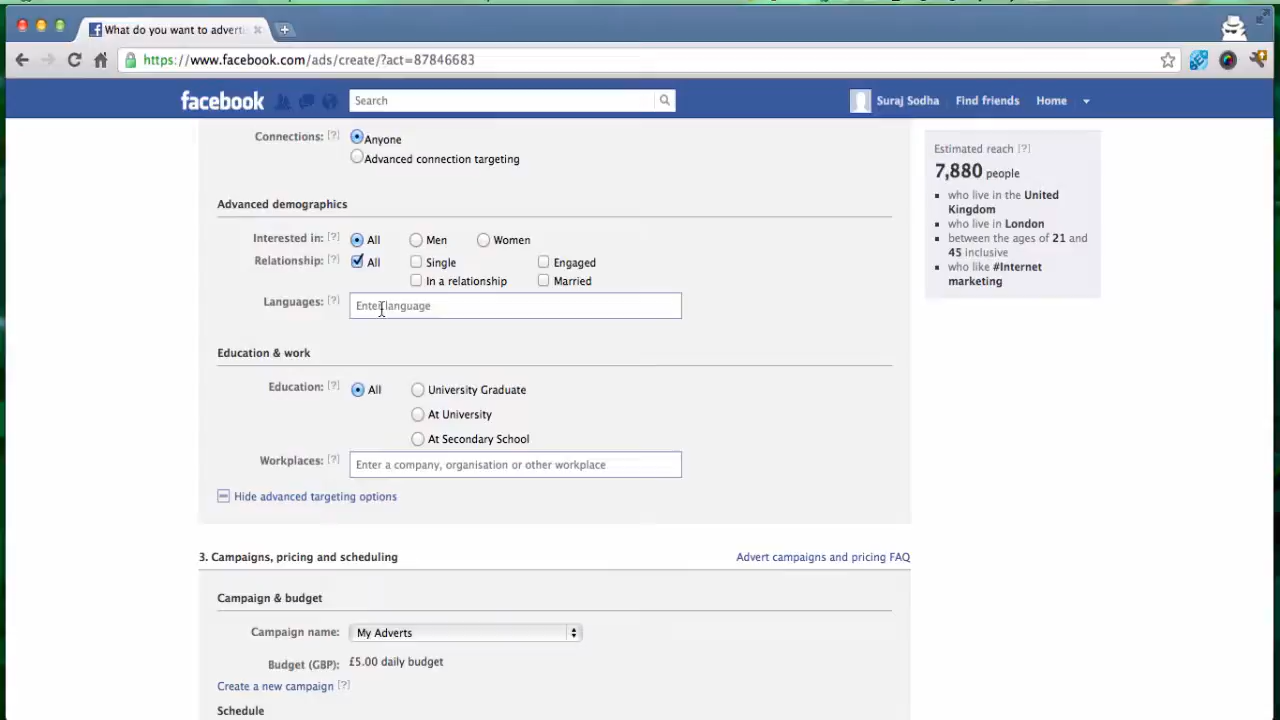 What do you want to adverti
https://www.facebook.com/ads/create/?act=87846683
facebook
Search
Suraj Sodha
Find friends
Home
Connections: [?]
Anyone
Advanced connection targeting
Estimated reach [?]
7,880 people
who live in the United
Kingdom
who live in London
between the ages of 21 and
45 inclusive
who like #Internet
marketing
Advanced demographics
Interested in: [?]
All
Men
Women
Relationship: [?]
All
Single
Engaged
In a relationship
Married
Languages: [?]
Enter language
Education & work
Education: [?]
All
University Graduate
At University
At Secondary School
Workplaces: [?]
Enter a company, organisation or other workplace
Hide advanced targeting options
3. Campaigns, pricing and scheduling
Advert campaigns and pricing FAQ
Campaign & budget
Campaign name:
My Adverts
Budget (GBP):
£5.00 daily budget
Create a new campaign [?]
Schedule